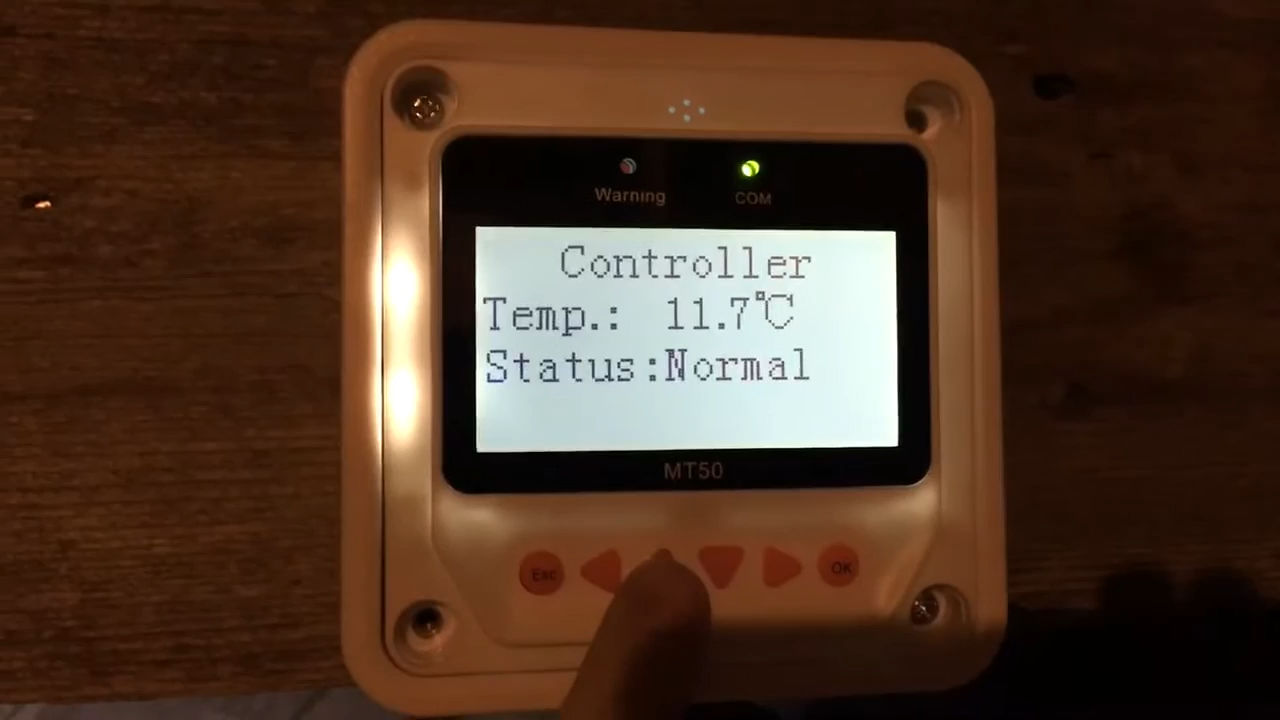 Warning COM
Controller
Temp.: 11.7℃
Status:Normal
MT50
Esc OK